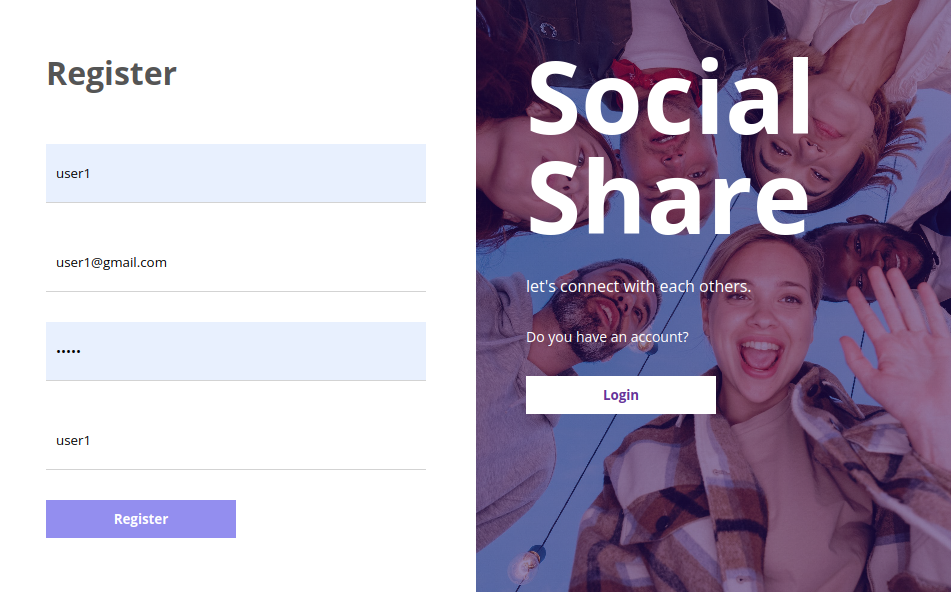 Register
user1
user1@gmail.com
•••••
user1
Register
Social
Share
let's connect with each others.
Do you have an account?
Login